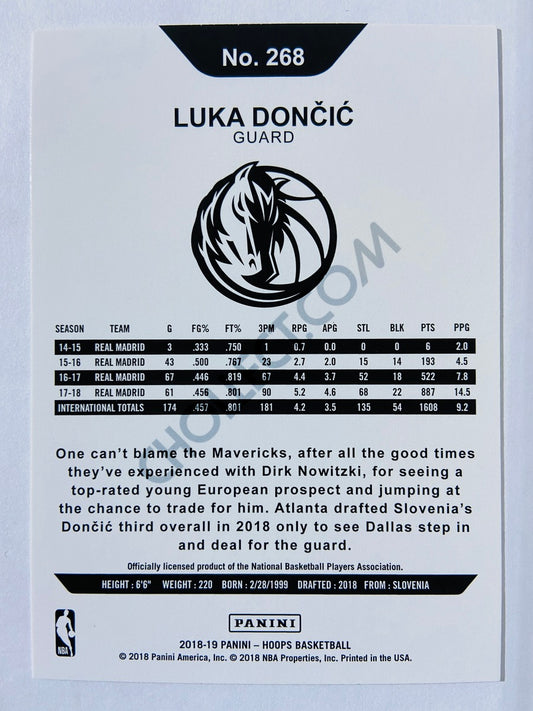 No. 268
LUKA DONČIĆ
GUARD
SEASON TEAM G FG% FT% 3PM RPG APG STL BLK PTS PPG
14-15 REAL MADRID 3 .333 .750 1 0.7 0.0 0 0 6 2.0
15-16 REAL MADRID 43 .500 .767 23 2.7 2.0 15 14 193 4.5
16-17 REAL MADRID 67 .446 .819 67 4.4 3.7 52 18 522 7.8
17-18 REAL MADRID 61 .456 .801 90 5.2 4.6 68 22 887 14.5
INTERNATIONAL TOTALS 174 .457 .801 181 4.2 3.5 135 54 1608 9.2
One can't blame the Mavericks, after all the good times
they've experienced with Dirk Nowitzki, for seeing a
top-rated young European prospect and jumping at
the chance to trade for him. Atlanta drafted Slovenia's
Dončić third overall in 2018 only to see Dallas step in
and deal for the guard.
Officially licensed product of the National Basketball Players Association.
HEIGHT : 6'6" WEIGHT : 220 BORN : 2/28/1999 DRAFTED : 2018 FROM : SLOVENIA
PANINI
NBA
2018-19 PANINI – HOOPS BASKETBALL
© 2018 Panini America, Inc. © 2018 NBA Properties, Inc. Printed in the USA.
CHOLLECT.COM